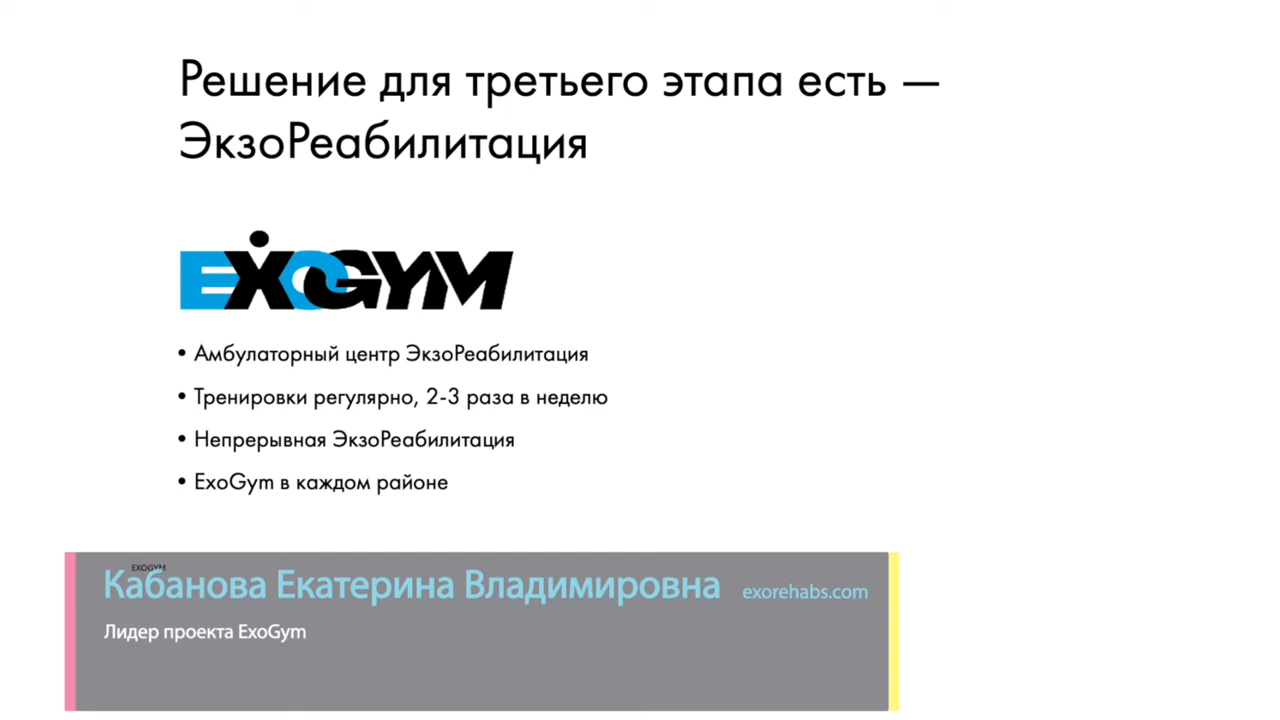 Решение для третьего этапа есть —
ЭкзоРеабилитация
EXOGYM
• Амбулаторный центр ЭкзоРеабилитация
• Тренировки регулярно, 2-3 раза в неделю
• Непрерывная ЭкзоРеабилитация
• ExoGym в каждом районе
EXOGYM
Кабанова Екатерина Владимировна exorehabs.com
Лидер проекта ExoGym